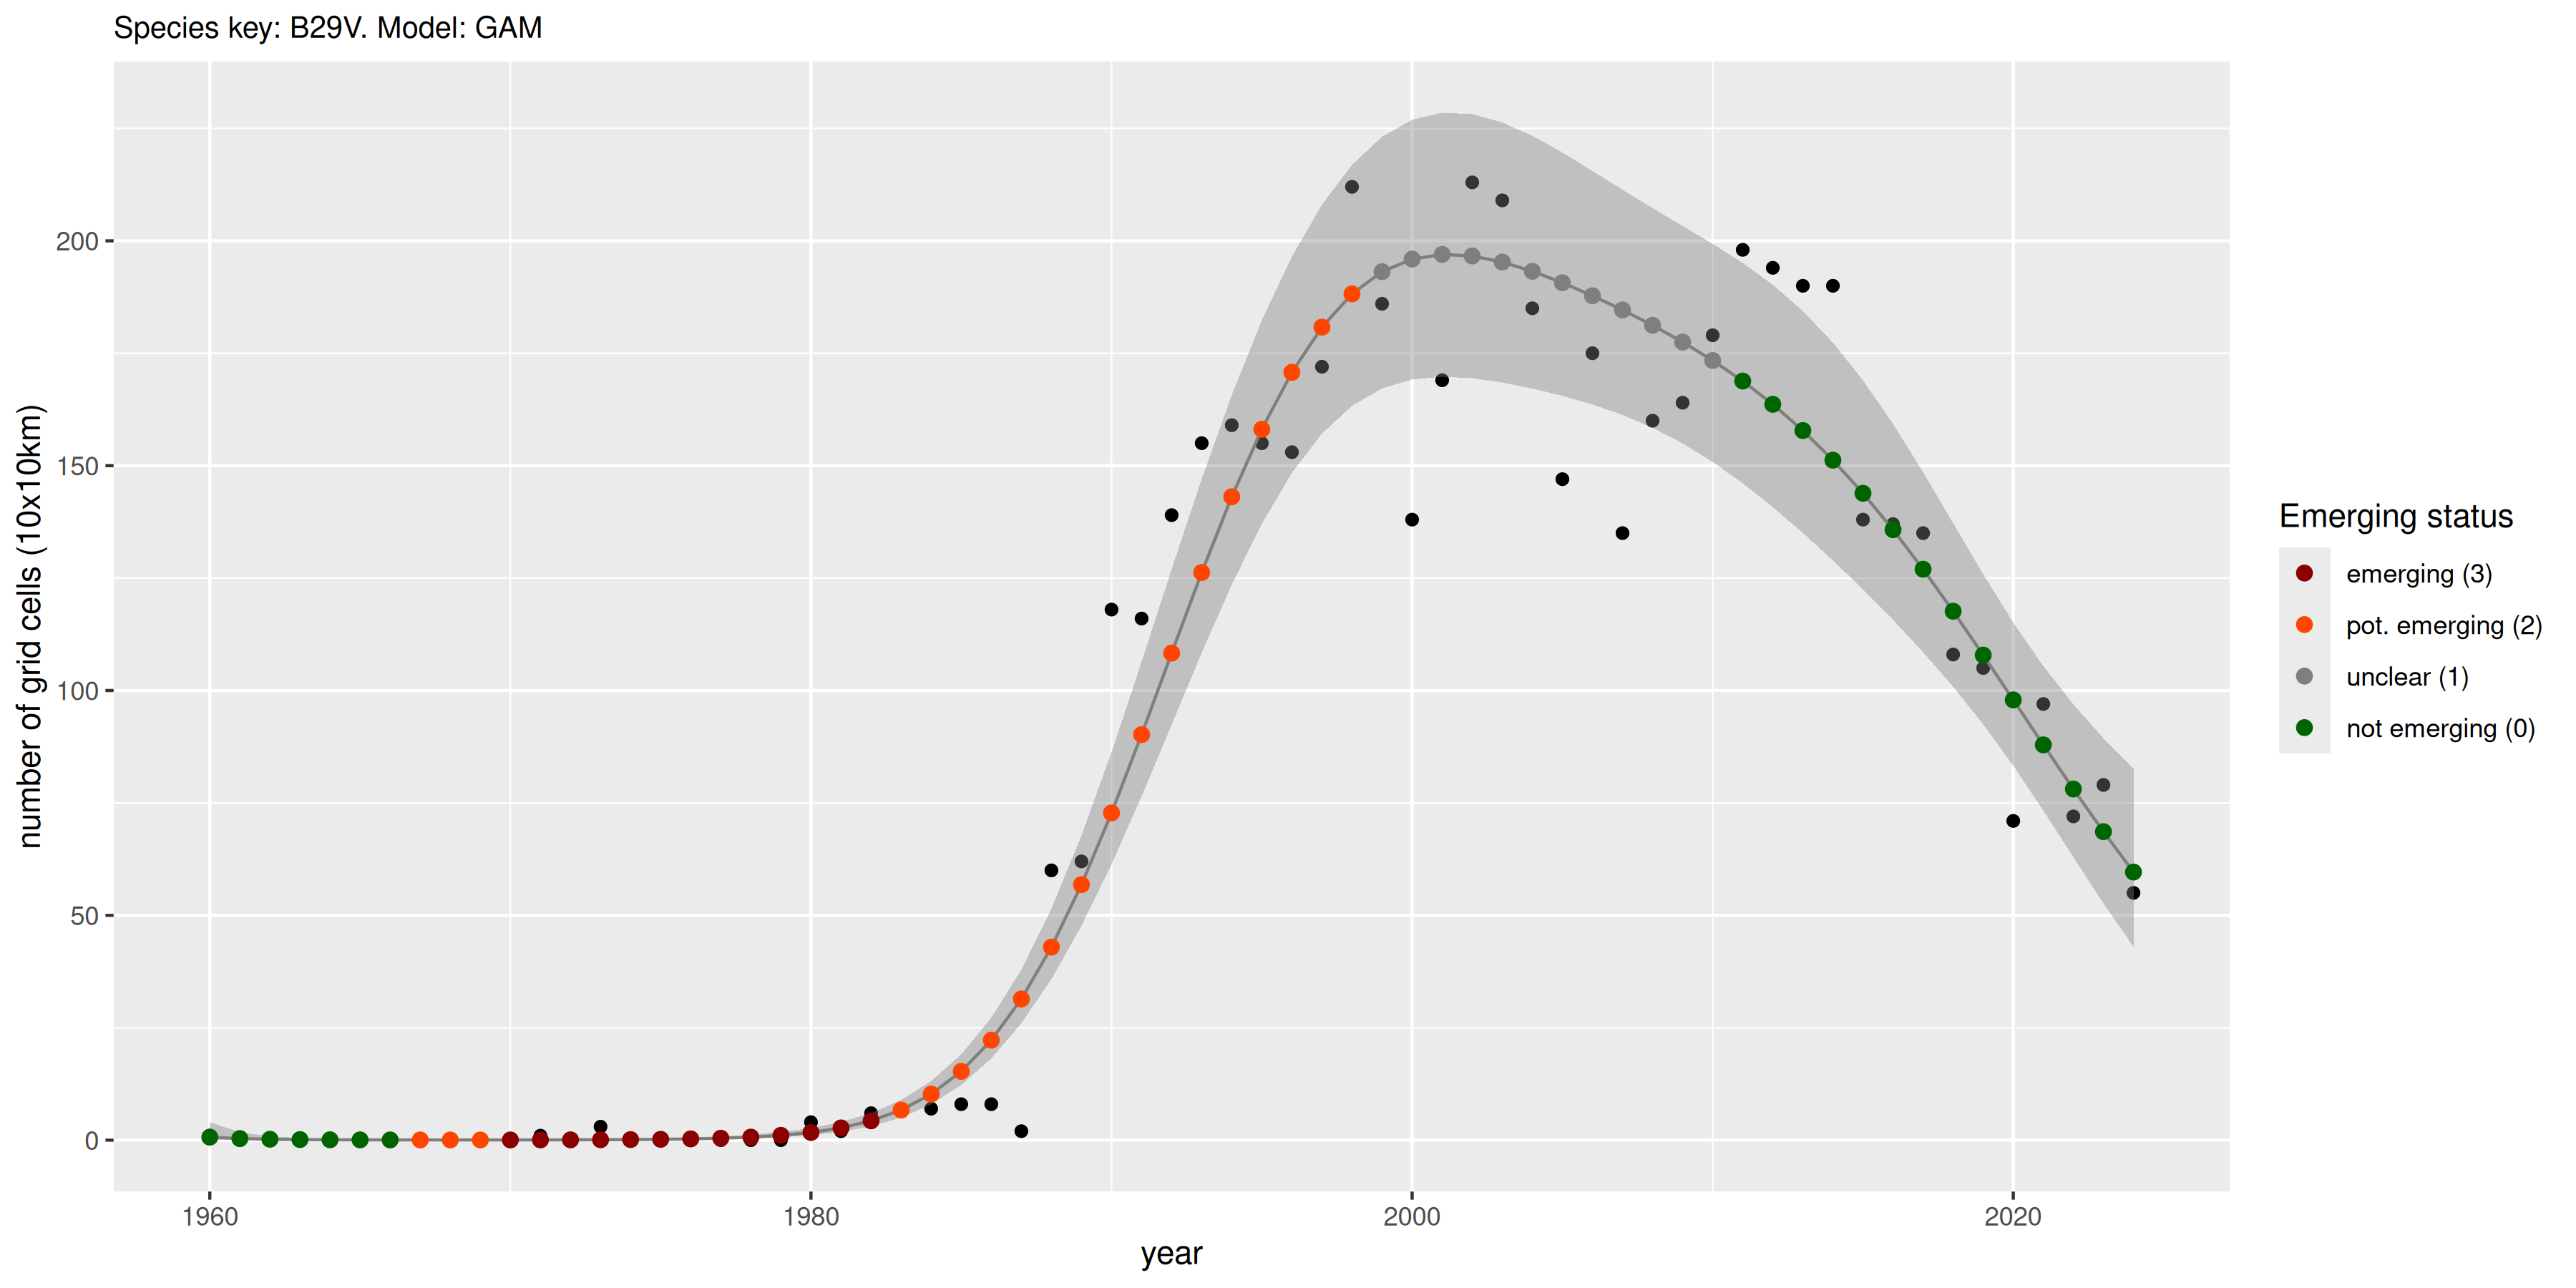 Species key: B29V. Model: GAM
number of grid cells (10x10km)
200
150
100
50
0
1960
1980
2000
2020
year
Emerging status
emerging (3)
pot. emerging (2)
unclear (1)
not emerging (0)